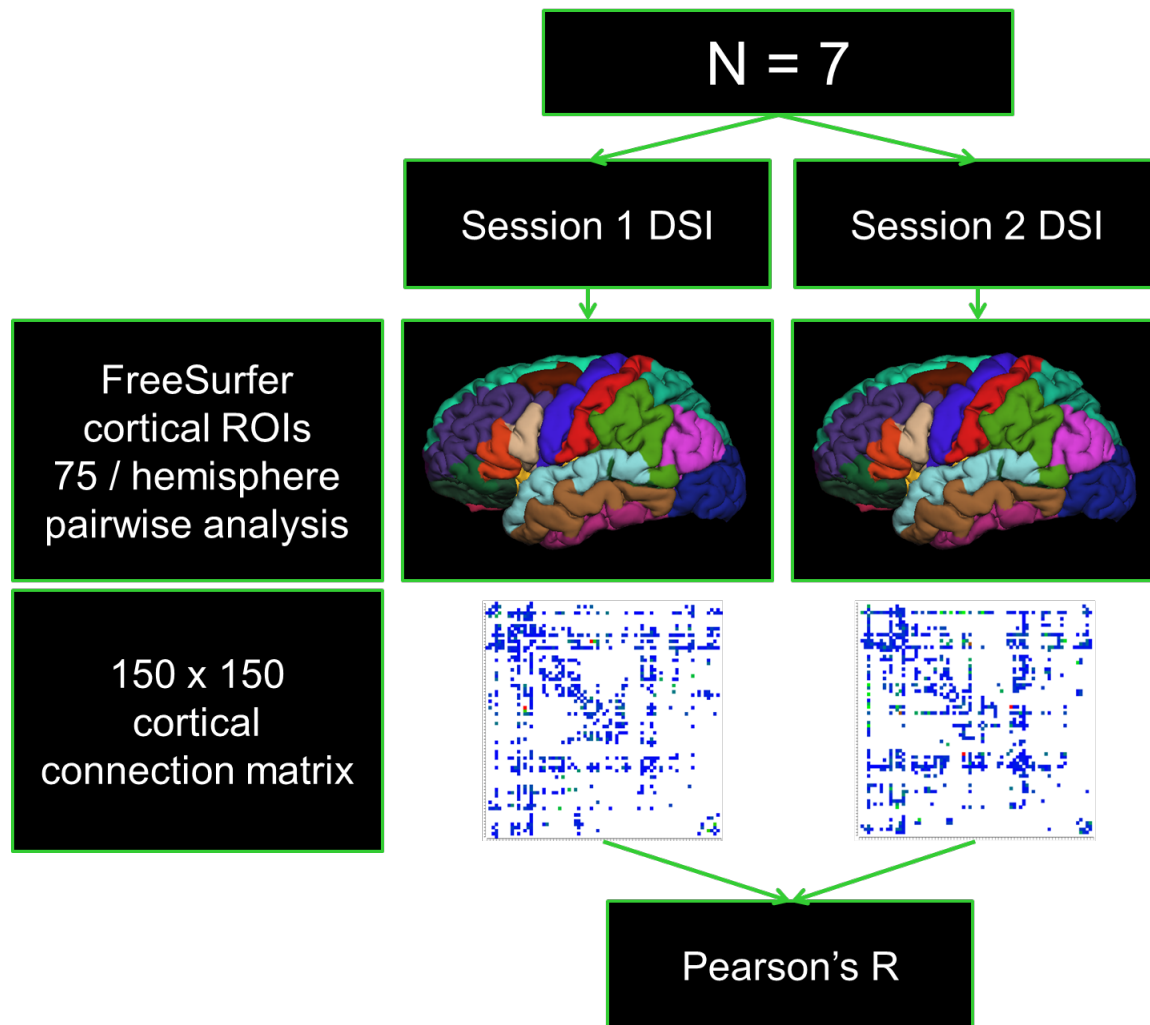 N = 7
Session 1 DSI
Session 2 DSI
FreeSurfer
cortical ROIs
75 / hemisphere
pairwise analysis
150 x 150
cortical
connection matrix
Pearson’s R